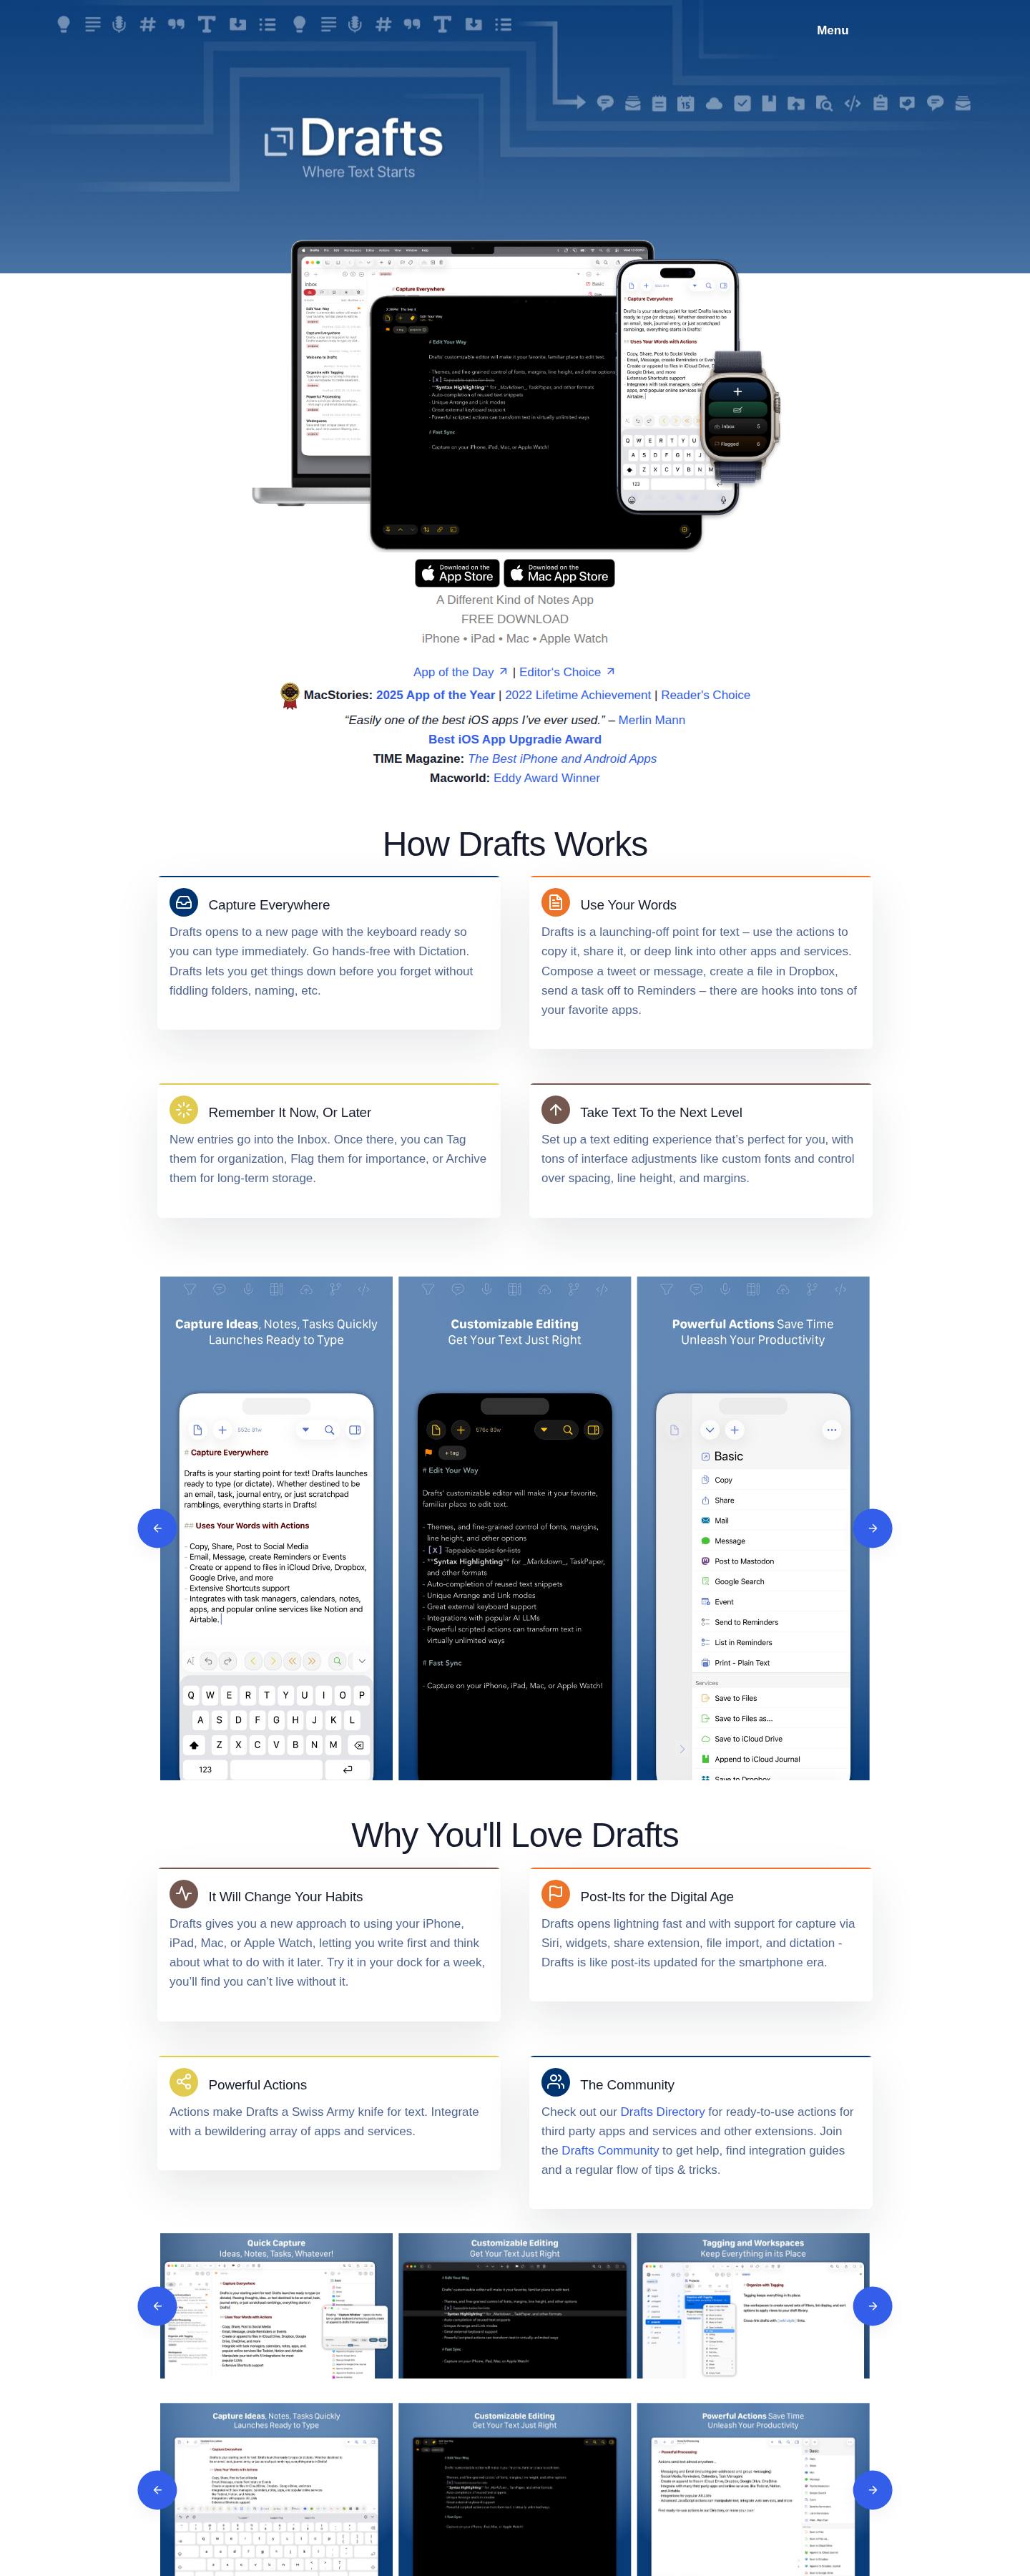 Menu
Drafts
Where Text Starts
Download on the
App Store
Download on the
Mac App Store
A Different Kind of Notes App
FREE DOWNLOAD
iPhone • iPad • Mac • Apple Watch
App of the Day | Editor's Choice
MacStories: 2025 App of the Year | 2022 Lifetime Achievement | Reader's Choice
“Easily one of the best iOS apps I’ve ever used.” – Merlin Mann
Best iOS App Upgradie Award
TIME Magazine: The Best iPhone and Android Apps
Macworld: Eddy Award Winner
How Drafts Works
Capture Everywhere
Drafts opens to a new page with the keyboard ready so
you can type immediately. Go hands-free with Dictation.
Drafts lets you get things down before you forget without
fiddling folders, naming, etc.
Use Your Words
Drafts is a launching-off point for text – use the actions to
copy it, share it, or deep link into other apps and services.
Compose a tweet or message, create a file in Dropbox,
send a task off to Reminders – there are hooks into tons of
your favorite apps.
Remember It Now, Or Later
New entries go into the Inbox. Once there, you can Tag
them for organization, Flag them for importance, or Archive
them for long-term storage.
Take Text To the Next Level
Set up a text editing experience that’s perfect for you, with
tons of interface adjustments like custom fonts and control
over spacing, line height, and margins.
Capture Ideas, Notes, Tasks Quickly
Launches Ready to Type
552c 81w
# Capture Everywhere
Drafts is your starting point for text! Drafts launches
ready to type (or dictate). Whether destined to be
an email, task, journal entry, or just scratchpad
ramblings, everything starts in Drafts!
## Uses Your Words with Actions
- Copy, Share, Post to Social Media
- Email, Message, create Reminders or Events
- Create or append to files in iCloud Drive, Dropbox,
Google Drive, and more
- Extensive Shortcuts support
- Integrates with task managers, calendars, notes,
apps, and popular online services like Notion and
Airtable.
Q W E R T Y U I O P
A S D F G H J K L
Z X C V B N M
123
Customizable Editing
Get Your Text Just Right
576c 83w
+ tag
# Edit Your Way
Drafts' customizable editor will make it your favorite,
familiar place to edit text.
- Themes, and fine-grained control of fonts, margins,
line height, and other options
- [x] Tappable tasks for lists
- **Syntax Highlighting** for _Markdown_, TaskPaper,
and other formats
- Auto-completion of reused text snippets
- Unique Arrange and Link modes
- Great external keyboard support
- Integrations with popular AI LLMs
- Powerful scripted actions can transform text in
virtually unlimited ways
# Fast Sync
- Capture on your iPhone, iPad, Mac, or Apple Watch!
Powerful Actions Save Time
Unleash Your Productivity
Basic
Copy
Share
Mail
Message
Post to Mastodon
Google Search
Event
Send to Reminders
List in Reminders
Print - Plain Text
Services
Save to Files
Save to Files as...
Save to iCloud Drive
Append to iCloud Journal
Save to Dropbox
Why You'll Love Drafts
It Will Change Your Habits
Drafts gives you a new approach to using your iPhone,
iPad, Mac, or Apple Watch, letting you write first and think
about what to do with it later. Try it in your dock for a week,
you’ll find you can’t live without it.
Post-Its for the Digital Age
Drafts opens lightning fast and with support for capture via
Siri, widgets, share extension, file import, and dictation -
Drafts is like post-its updated for the smartphone era.
Powerful Actions
Actions make Drafts a Swiss Army knife for text. Integrate
with a bewildering array of apps and services.
The Community
Check out our Drafts Directory for ready-to-use actions for
third party apps and services and other extensions. Join
the Drafts Community to get help, find integration guides
and a regular flow of tips & tricks.
Quick Capture
Ideas, Notes, Tasks, Whatever!
Customizable Editing
Get Your Text Just Right
Tagging and Workspaces
Keep Everything in its Place
Capture Ideas, Notes, Tasks Quickly
Launches Ready to Type
Customizable Editing
Get Your Text Just Right
Powerful Actions Save Time
Unleash Your Productivity